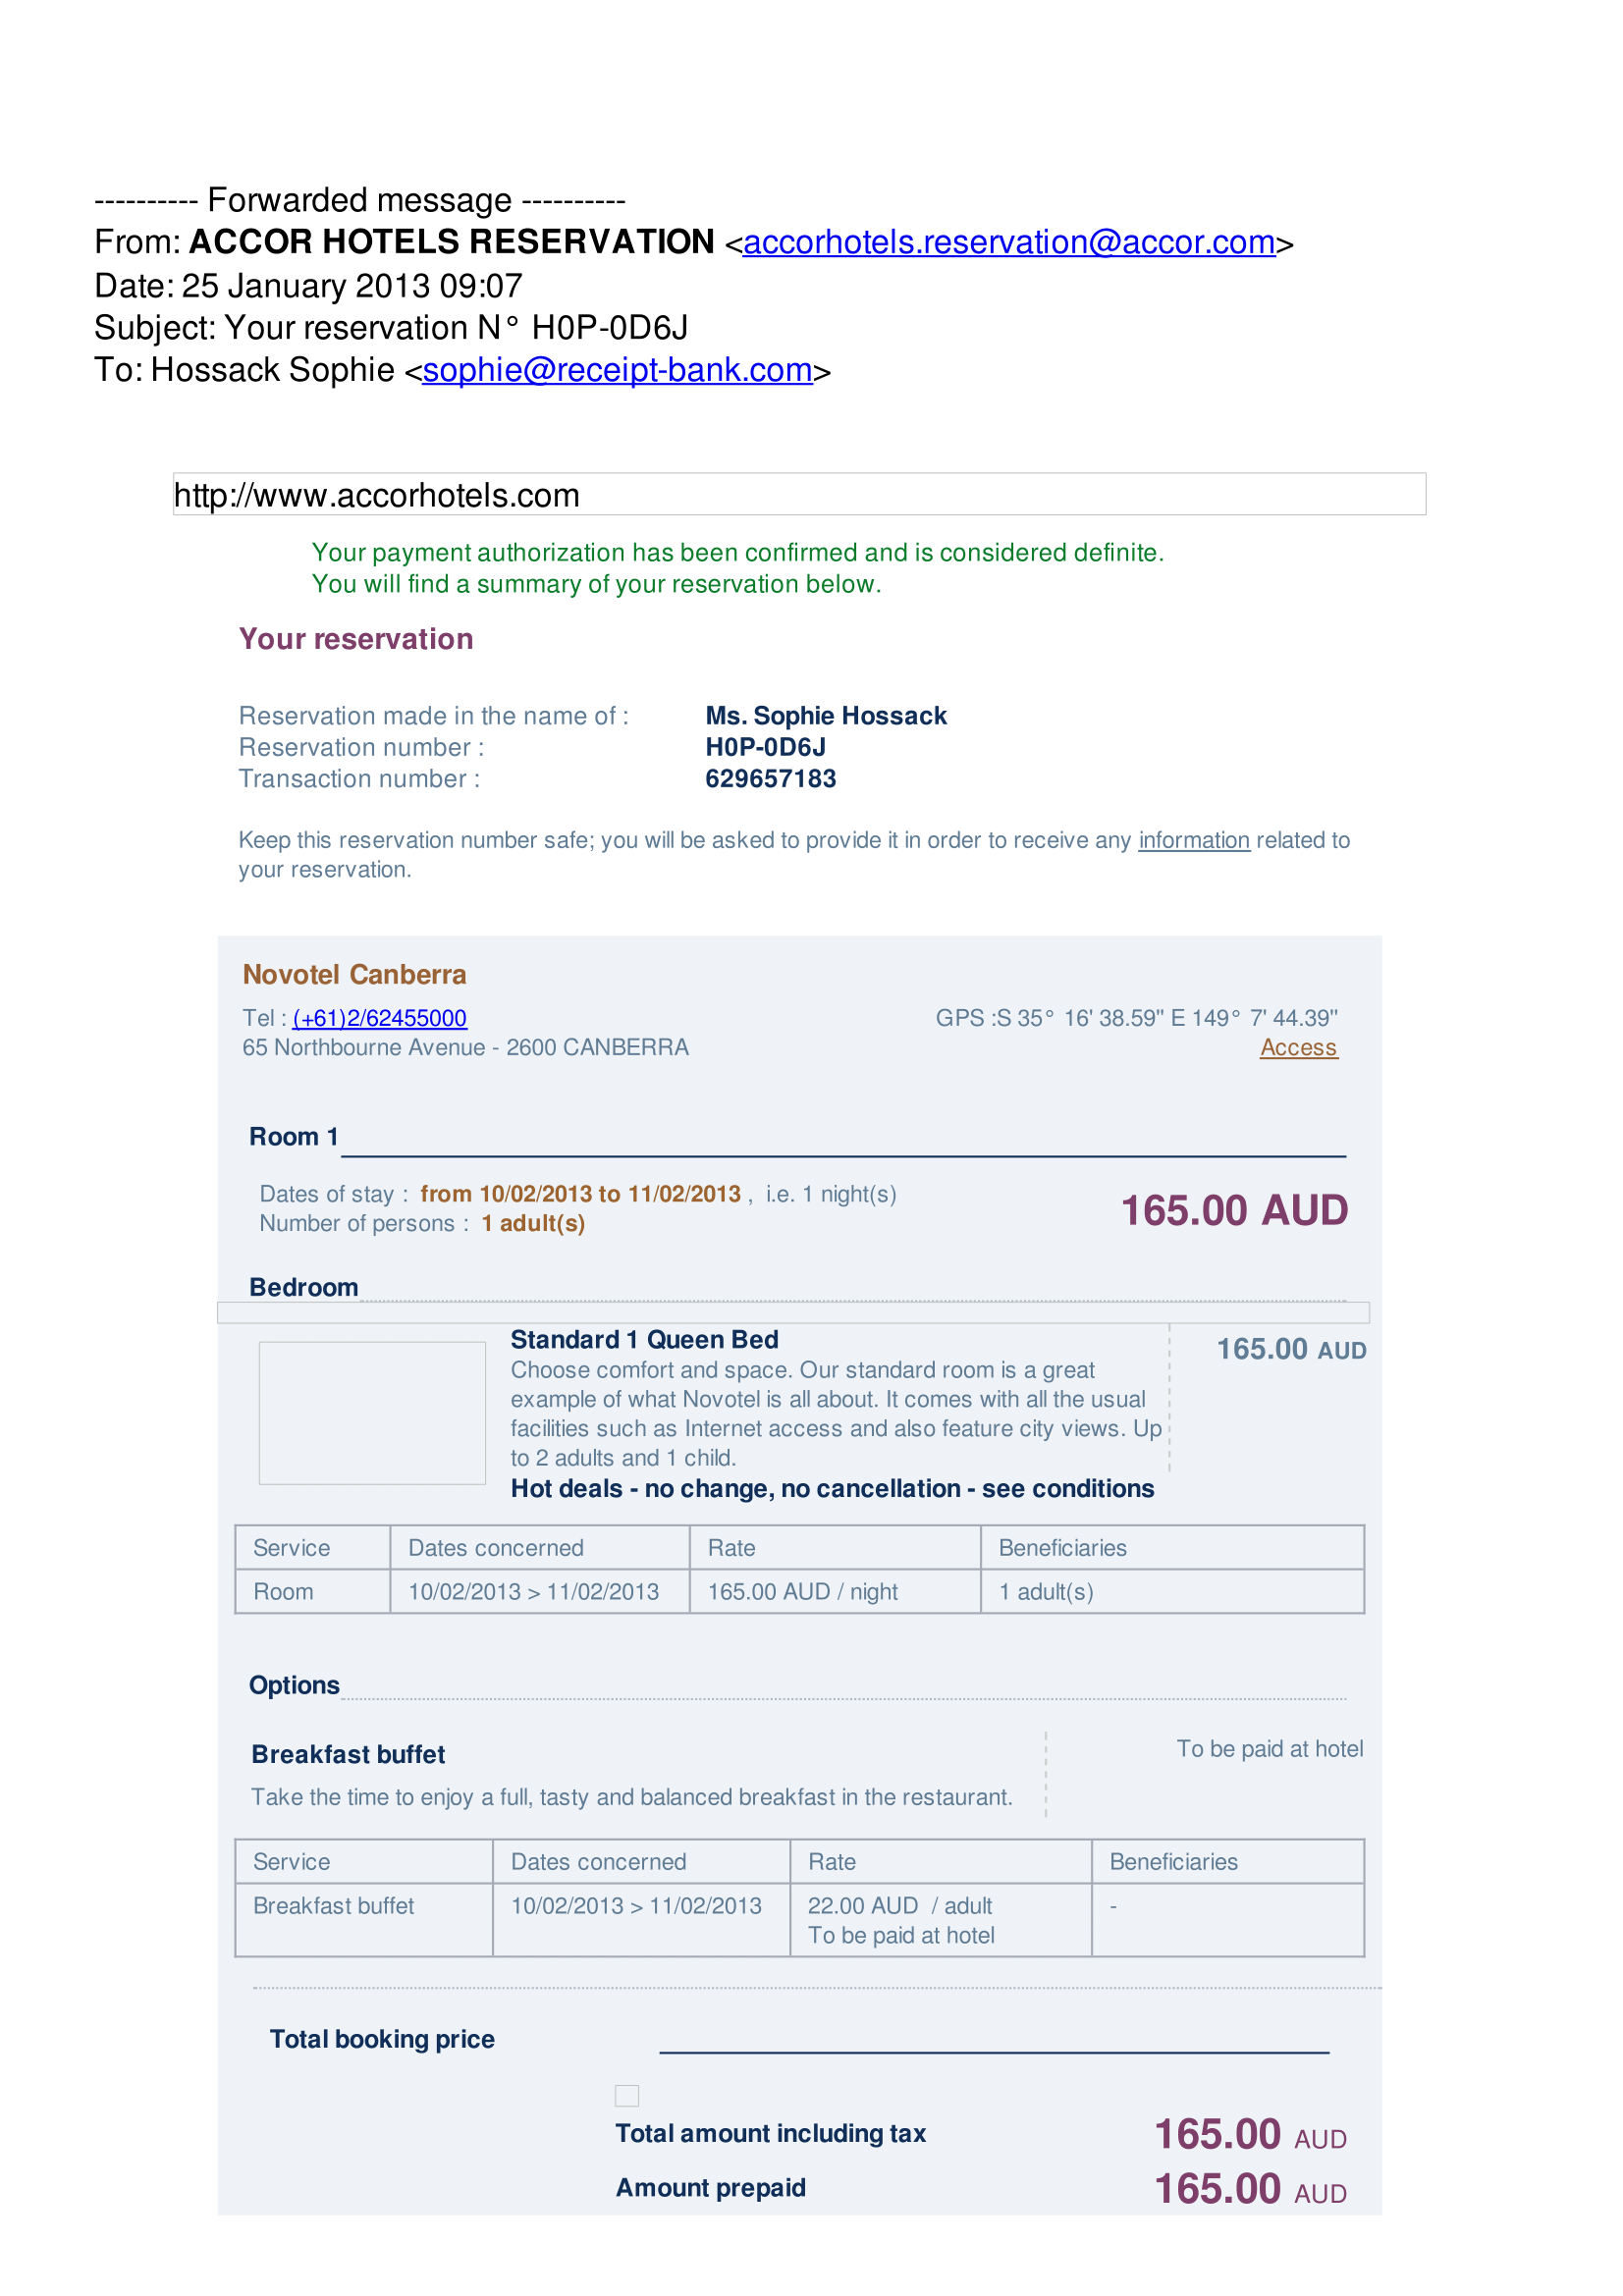 ---------- Forwarded message ----------
From: ACCOR HOTELS RESERVATION <accorhotels.reservation@accor.com>
Date: 25 January 2013 09:07
Subject: Your reservation N° H0P-0D6J
To: Hossack Sophie <sophie@receipt-bank.com>
http://www.accorhotels.com
Your payment authorization has been confirmed and is considered definite.
You will find a summary of your reservation below.
Your reservation
Reservation made in the name of : Ms. Sophie Hossack
Reservation number : H0P-0D6J
Transaction number : 629657183
Keep this reservation number safe; you will be asked to provide it in order to receive any information related to
your reservation.
Novotel Canberra
Tel : (+61)2/62455000 GPS :S 35° 16' 38.59" E 149° 7' 44.39"
65 Northbourne Avenue - 2600 CANBERRA Access
Room 1
Dates of stay : from 10/02/2013 to 11/02/2013 , i.e. 1 night(s) 165.00 AUD
Number of persons : 1 adult(s)
Bedroom
Standard 1 Queen Bed 165.00 AUD
Choose comfort and space. Our standard room is a great
example of what Novotel is all about. It comes with all the usual
facilities such as Internet access and also feature city views. Up
to 2 adults and 1 child.
Hot deals - no change, no cancellation - see conditions
Service Dates concerned Rate Beneficiaries
Room 10/02/2013 > 11/02/2013 165.00 AUD / night 1 adult(s)
Options
Breakfast buffet To be paid at hotel
Take the time to enjoy a full, tasty and balanced breakfast in the restaurant.
Service Dates concerned Rate Beneficiaries
Breakfast buffet 10/02/2013 > 11/02/2013 22.00 AUD / adult -
To be paid at hotel
Total booking price
Total amount including tax 165.00 AUD
Amount prepaid 165.00 AUD